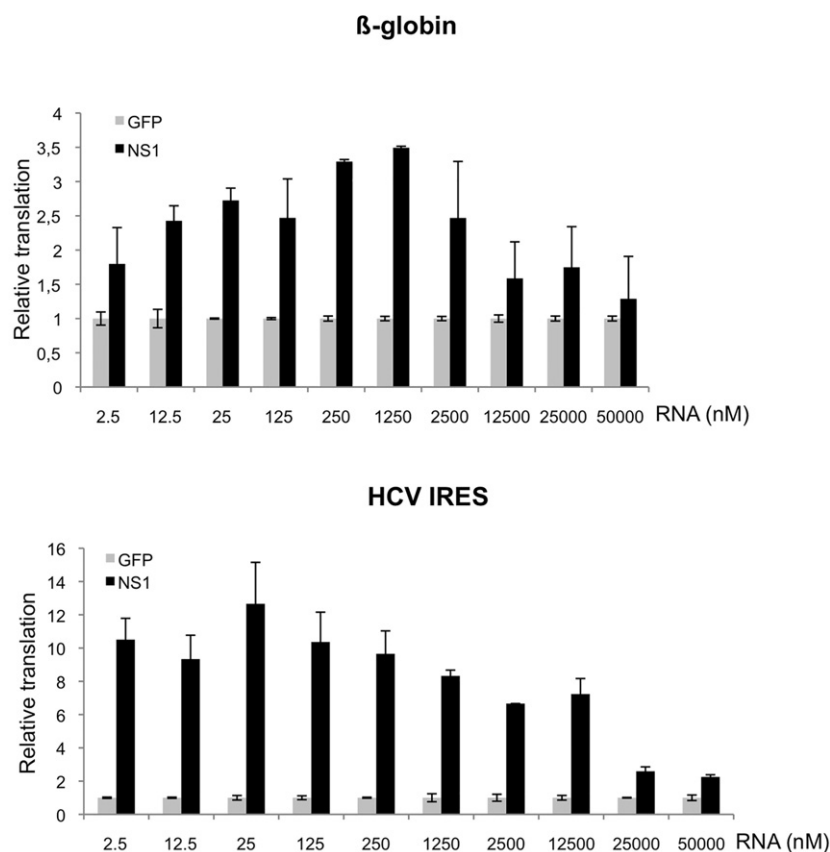 ß-globin
GFP
NS1
Relative translation
4
3,5
3
2,5
2
1,5
1
0,5
0
2.5 12.5 25 125 250 1250 2500 12500 25000 50000 RNA (nM)
HCV IRES
GFP
NS1
Relative translation
16
14
12
10
8
6
4
2
0
2.5 12.5 25 125 250 1250 2500 12500 25000 50000 RNA (nM)